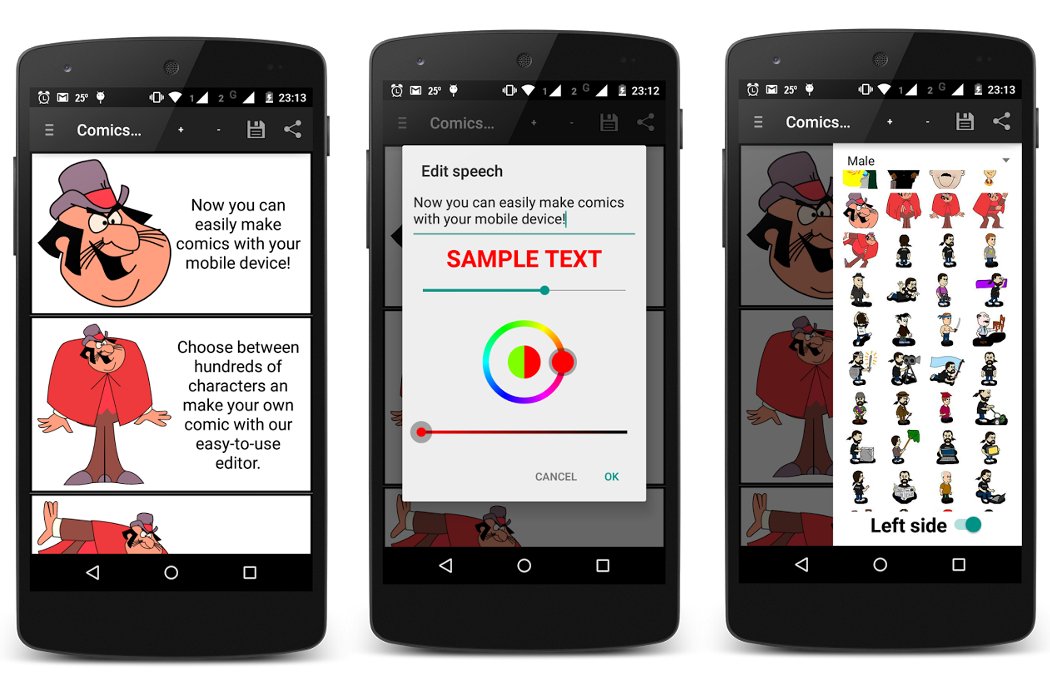 25° 1 2 G 23:13
Comics... + -
Now you can
easily make
comics with your
mobile device!
Choose between
hundreds of
characters an
make your own
comic with our
easy-to-use
editor.
25° 1 2 G 23:12
Comics... + -
Edit speech
Now you can easily make comics
with your mobile device!
SAMPLE TEXT
CANCEL OK
25° 1 2 G 23:13
Comics... + -
Male
Left side